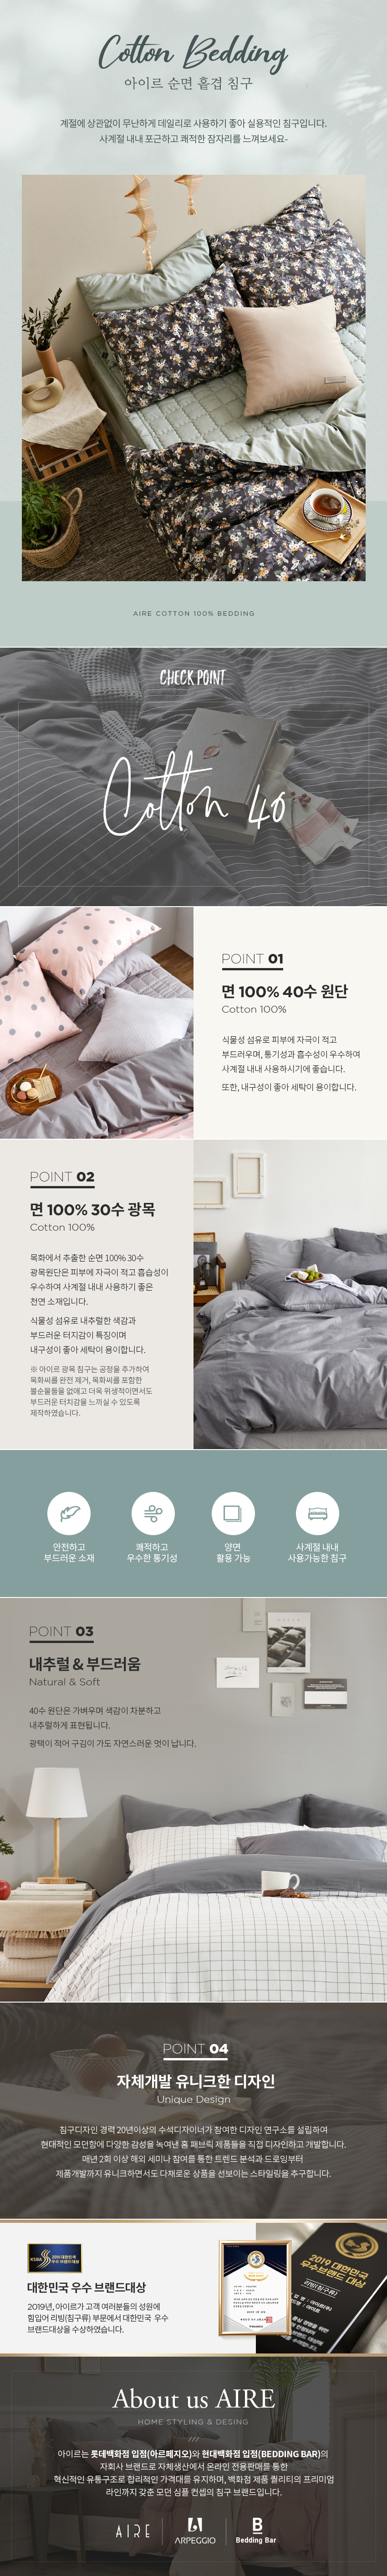 Cotton Bedding
아이르 순면 홑겹 침구
계절에 상관없이 무난하게 데일리로 사용하기 좋아 실용적인 침구입니다.
사계절 내내 포근하고 쾌적한 잠자리를 느껴보세요-
AIRE COTTON 100% BEDDING
CHECK POINT
Cotton 40
POINT 01
면 100% 40수 원단
Cotton 100%
식물성 섬유로 피부에 자극이 적고
부드러우며, 통기성과 흡수성이 우수하여
사계절 내내 사용하시기에 좋습니다.
또한, 내구성이 좋아 세탁이 용이합니다.
POINT 02
면 100% 30수 광목
Cotton 100%
목화에서 추출한 순면 100% 30수
광목원단은 피부에 자극이 적고 흡습성이
우수하여 사계절 내내 사용하기 좋은
천연 소재입니다.
식물성 섬유로 내추럴한 색감과
부드러운 터지감이 특징이며
내구성이 좋아 세탁이 용이합니다.
※ 아이르 광목 침구는 공정을 추가하여
목화씨를 완전 제거, 목화씨를 포함한
불순물들을 없애고 더욱 위생적이면서도
부드러운 터치감을 느끼실 수 있도록
제작하였습니다.
안전하고
부드러운 소재
쾌적하고
우수한 통기성
양면
활용 가능
사계절 내내
사용가능한 침구
POINT 03
내추럴 & 부드러움
Natural & Soft
40수 원단은 가벼우며 색감이 차분하고
내추럴하게 표현됩니다.
광택이 적어 구김이 가도 자연스러운 멋이 납니다.
POINT 04
자체개발 유니크한 디자인
Unique Design
침구디자인 경력 20년이상의 수석디자이너가 참여한 디자인 연구소를 설립하여
현대적인 모던함에 다양한 감성을 녹여낸 홈 패브릭 제품들을 직접 디자인하고 개발합니다.
매년 2회 이상 해외 세미나 참여를 통한 트렌드 분석과 드로잉부터
제품개발까지 유니크하면서도 다채로운 상품을 선보이는 스타일링을 추구합니다.
KSBA 2019 대한민국
우수 브랜드대상
대한민국 우수 브랜드대상
2019년, 아이르가 고객 여러분들의 성원에
힘입어 리빙(침구류) 부문에서 대한민국 우수
브랜드대상을 수상하였습니다.
2019 대한민국
우수브랜드 대상
About us AIRE
HOME STYLING & DESING
아이르는 롯데백화점 입점(아르페지오)와 현대백화점 입점(BEDDING BAR)의
자회사 브랜드로 자체생산에서 온라인 전용판매를 통한
혁신적인 유통구조로 합리적인 가격대를 유지하며, 백화점 제품 퀄리티의 프리미엄
라인까지 갖춘 모던 심플 컨셉의 침구 브랜드입니다.
AIRE
ARPEGGIO
B
Bedding Bar